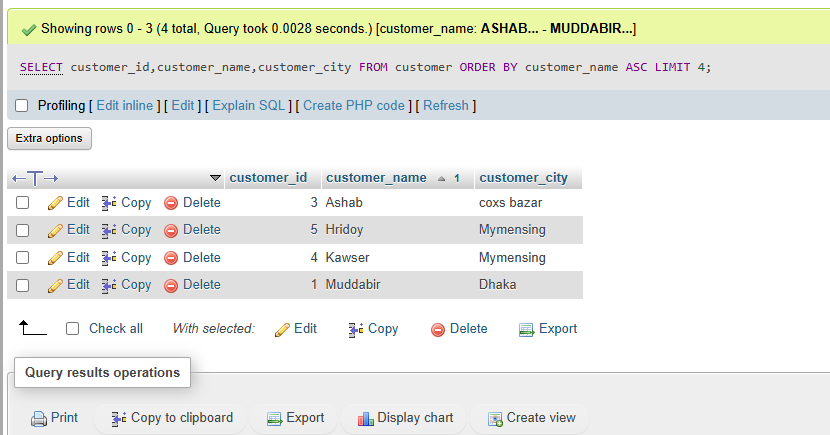 Showing rows 0 - 3 (4 total, Query took 0.0028 seconds.) [customer_name: ASHAB... - MUDDABIR...]
SELECT customer_id,customer_name,customer_city FROM customer ORDER BY customer_name ASC LIMIT 4;
Profiling [ Edit inline ] [ Edit ] [ Explain SQL ] [ Create PHP code ] [ Refresh ]
Extra options
customer_id customer_name 1 customer_city
Edit Copy Delete 3 Ashab coxs bazar
Edit Copy Delete 5 Hridoy Mymensing
Edit Copy Delete 4 Kawser Mymensing
Edit Copy Delete 1 Muddabir Dhaka
Check all With selected: Edit Copy Delete Export
Query results operations
Print Copy to clipboard Export Display chart Create view